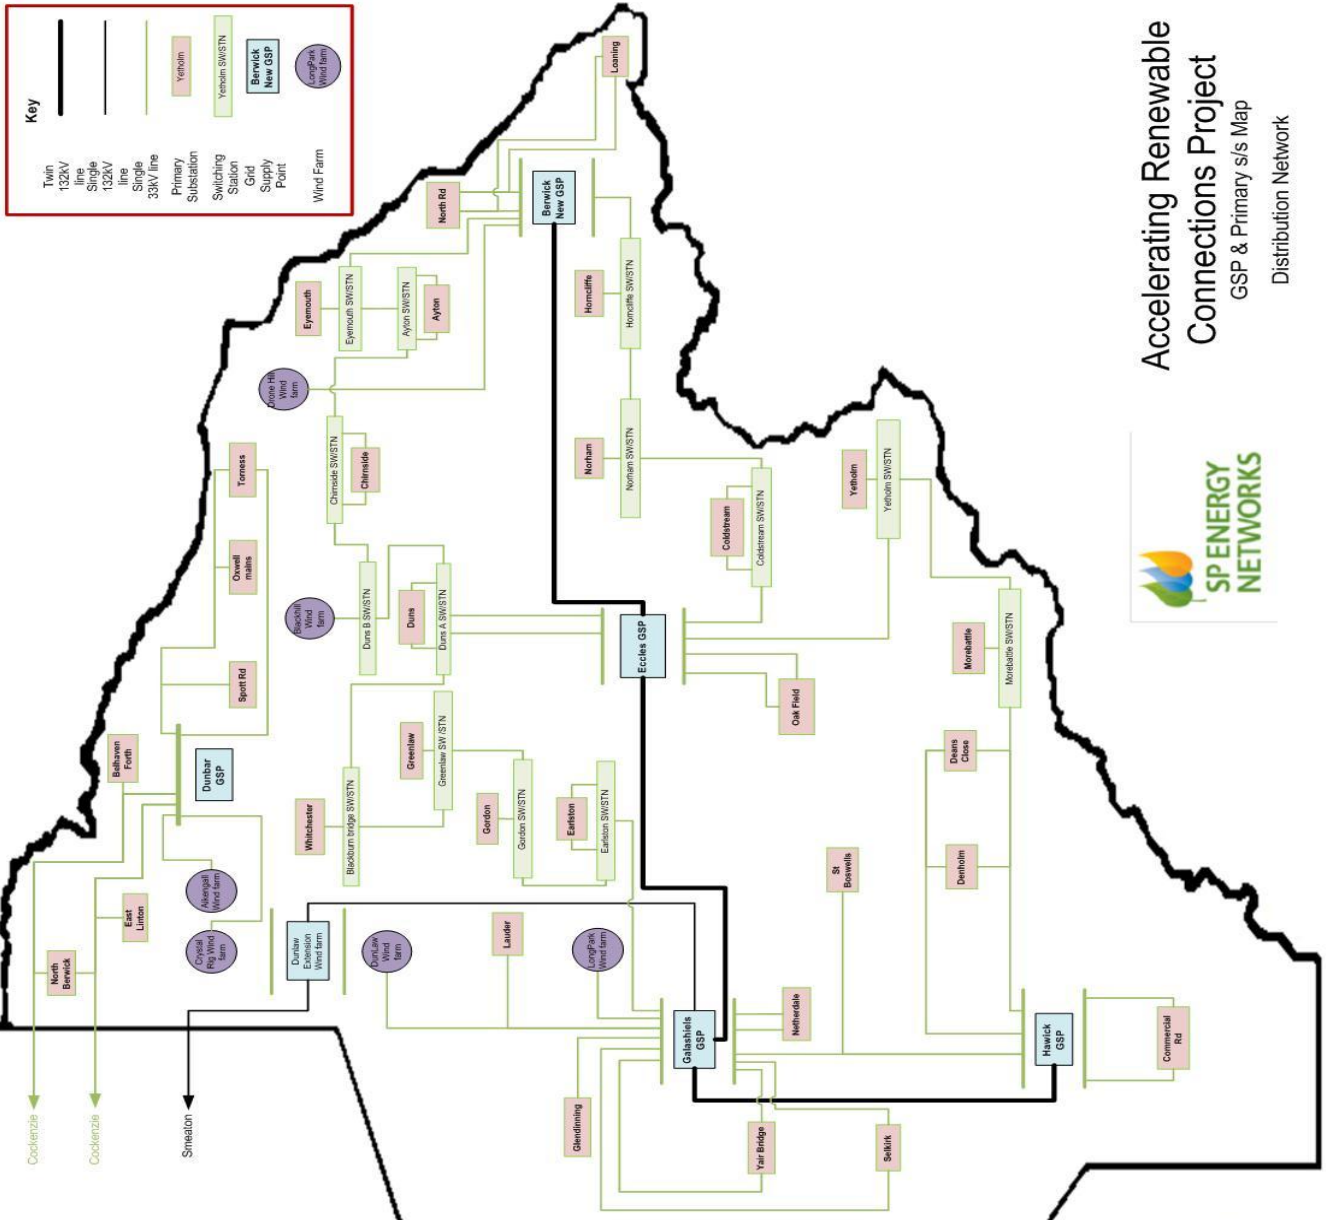 Key
Twin
132kV
line
Single
132kV
line
Single
33kV line
Primary
Substation
Switching
Station
Grid
Supply
Point
Wind Farm
Yetholm
Yetholm SW/STN
Berwick
New GSP
LongPark
Wind farm
Accelerating Renewable
Connections Project
GSP & Primary s/s Map
Distribution Network
SP ENERGY
NETWORKS
Loaning
North Rd
Berwick
New GSP
Eyemouth
Eyemouth SW/STN
Ayton SW/STN
Ayton
Horncliffe
Horncliffe SW/STN
Drone Hill
Wind
farm
Chirnside SW/STN
Chirnside
Norham
Norham SW/STN
Torness
Oxwell
mains
Spott Rd
Coldstream
Coldstream SW/STN
Yetholm
Yetholm SW/STN
Blackhill
Wind
farm
Duns B SW/STN
Duns
Duns A SW/STN
Eccles GSP
Oak Field
Morebattle
Morebattle SW/STN
Belhaven
Forth
Dunbar
GSP
Greenlaw
Greenlaw SW /STN
Whitchester
Blackburn bridge SW/STN
Gordon
Gordon SW/STN
Earlston
Earlston SW/STN
Deans
Close
Denholm
St
Boswells
Aikengall
Wind farm
Crystal
Rig Wind
farm
East
Linton
North
Berwick
Dunlaw
Extension
Wind farm
DunLaw
Wind
farm
Lauder
LongPark
Wind farm
Galashiels
GSP
Netherdale
Hawick
GSP
Commercial
Rd
Glendinning
Yair Bridge
Selkirk
Cockenzie
Cockenzie
Smeaton